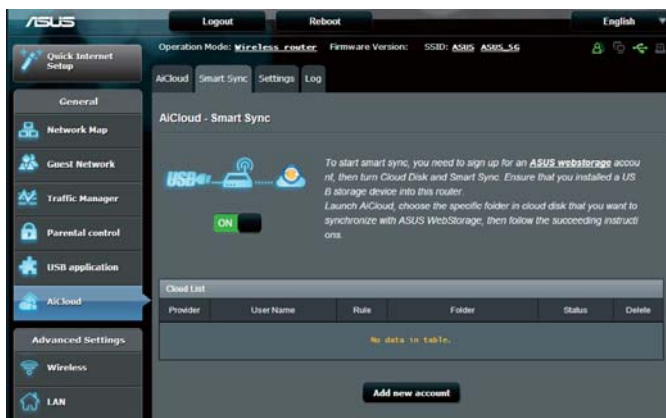 ASUS
Logout
Reboot
English
Quick Internet
Setup
Operation Mode: Wireless router Firmware Version: SSID: ASUS ASUS_5G
AiCloud
Smart Sync
Settings
Log
General
Network Map
Guest Network
Traffic Manager
Parental control
USB application
AiCloud
Advanced Settings
Wireless
LAN
AiCloud - Smart Sync
USB
ON
To start smart sync, you need to sign up for an ASUS webstorage accou
nt, then turn Cloud Disk and Smart Sync. Ensure that you installed a US
B storage device into this router.
Launch AiCloud, choose the specific folder in cloud disk that you want to
synchronize with ASUS WebStorage, then follow the succeeding instructi
ons.
Cloud List
Provider User Name Rule Folder Status Delete
No data in table.
Add new account